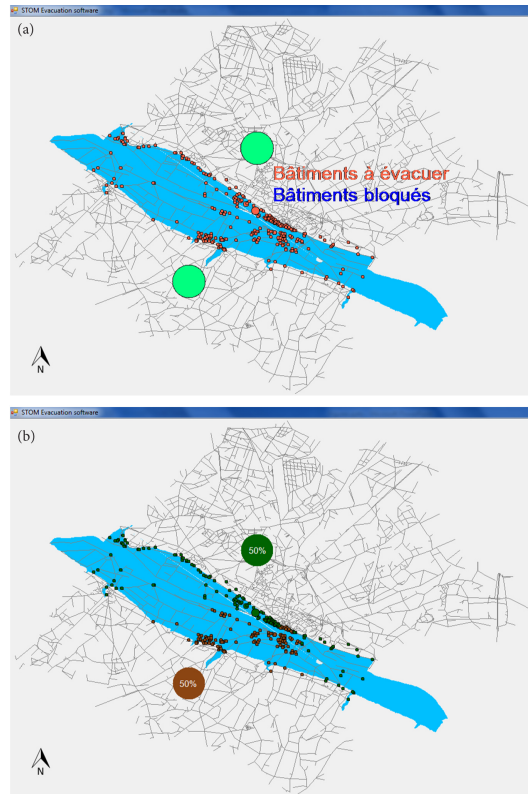 STOM Evacuation software
(a)
Bâtiments à évacuer
Bâtiments bloqués
N
STOM Evacuation software
(b)
50%
50%
N